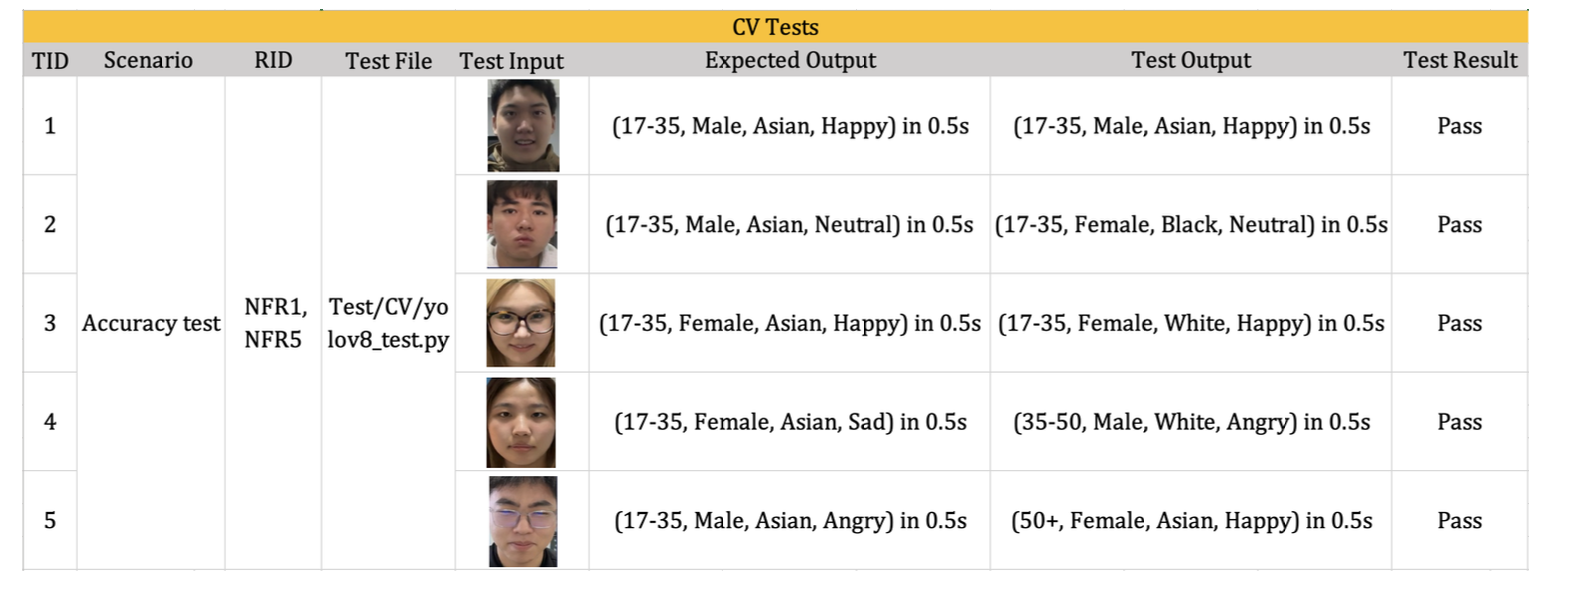 CV Tests
TID Scenario RID Test File Test Input Expected Output Test Output Test Result
1 (17-35, Male, Asian, Happy) in 0.5s (17-35, Male, Asian, Happy) in 0.5s Pass
2 (17-35, Male, Asian, Neutral) in 0.5s (17-35, Female, Black, Neutral) in 0.5s Pass
3 Accuracy test NFR1, NFR5 Test/CV/yolov8_test.py (17-35, Female, Asian, Happy) in 0.5s (17-35, Female, White, Happy) in 0.5s Pass
4 (17-35, Female, Asian, Sad) in 0.5s (35-50, Male, White, Angry) in 0.5s Pass
5 (17-35, Male, Asian, Angry) in 0.5s (50+, Female, Asian, Happy) in 0.5s Pass